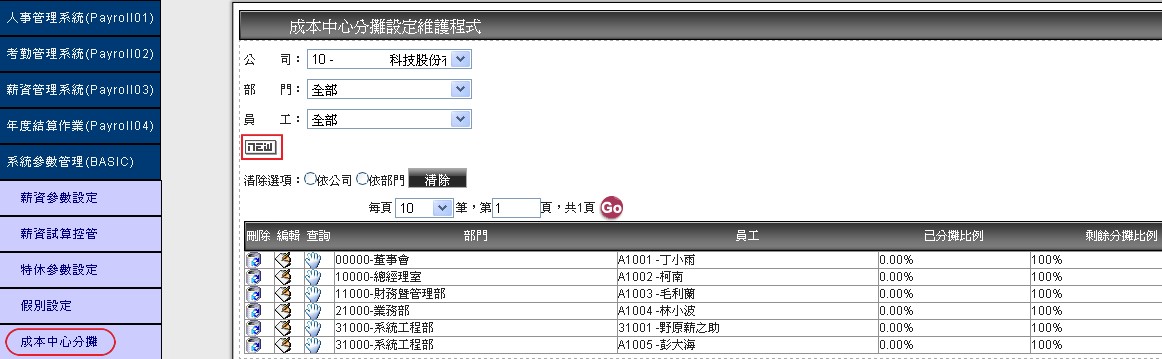 人事管理系統(Payroll01)
考勤管理系統(Payroll02)
薪資管理系統(Payroll03)
年度結算作業(Payroll04)
系統參數管理(BASIC)
薪資參數設定
薪資試算控管
特休參數設定
假別設定
成本中心分攤
成本中心分攤設定維護程式
公 司： 10 - 科技股份有
部 門： 全部
員 工： 全部
NEW
清除選項：依公司 依部門 清除
每頁 10 筆，第 1 頁，共1頁 Go
刪除 編輯 查詢 部門 員工 已分攤比例 剩餘分攤比例
00000-董事會 A1001 -丁小雨 0.00% 100%
10000-總經理室 A1002 -柯南 0.00% 100%
11000-財務暨管理部 A1003 -毛利蘭 0.00% 100%
21000-業務部 A1004 -林小波 0.00% 100%
31000-系統工程部 31001 -野原薪之助 0.00% 100%
31000-系統工程部 A1005 -彭大海 0.00% 100%